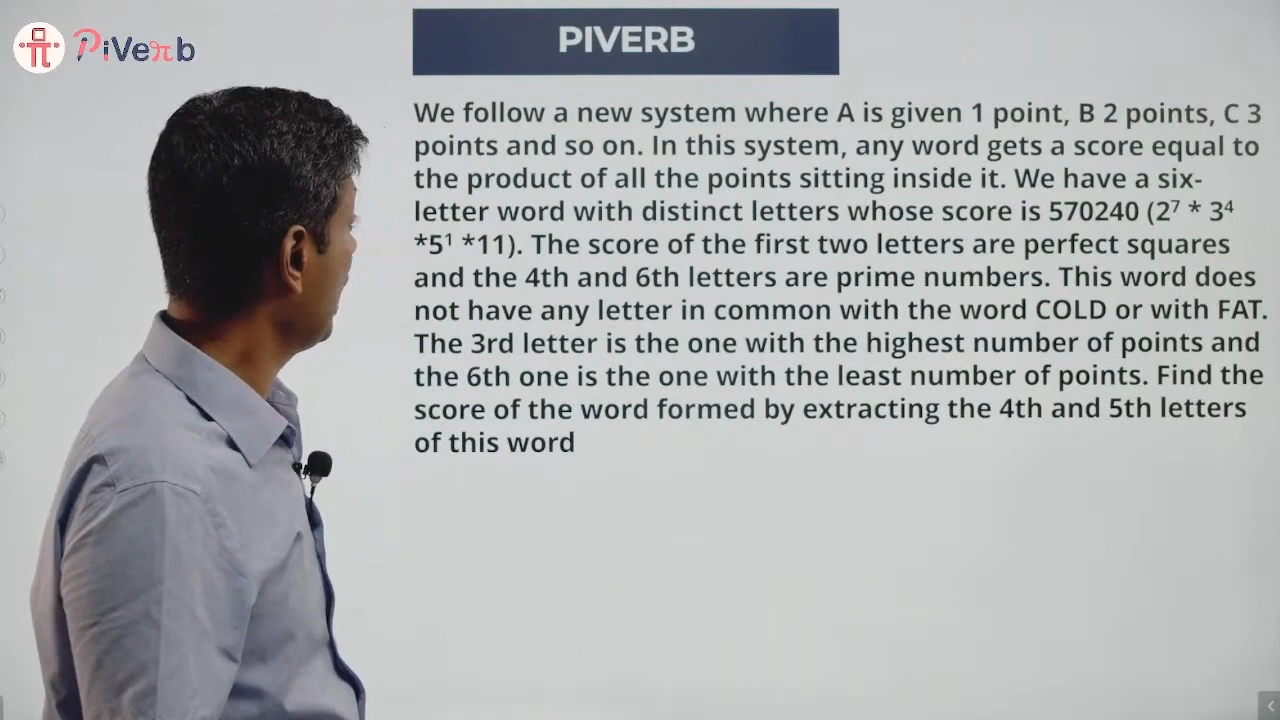 PiVerb
PIVERB
We follow a new system where A is given 1 point, B 2 points, C 3
points and so on. In this system, any word gets a score equal to
the product of all the points sitting inside it. We have a six-
letter word with distinct letters whose score is 570240 (2⁷ * 3⁴
*5¹ *11). The score of the first two letters are perfect squares
and the 4th and 6th letters are prime numbers. This word does
not have any letter in common with the word COLD or with FAT.
The 3rd letter is the one with the highest number of points and
the 6th one is the one with the least number of points. Find the
score of the word formed by extracting the 4th and 5th letters
of this word